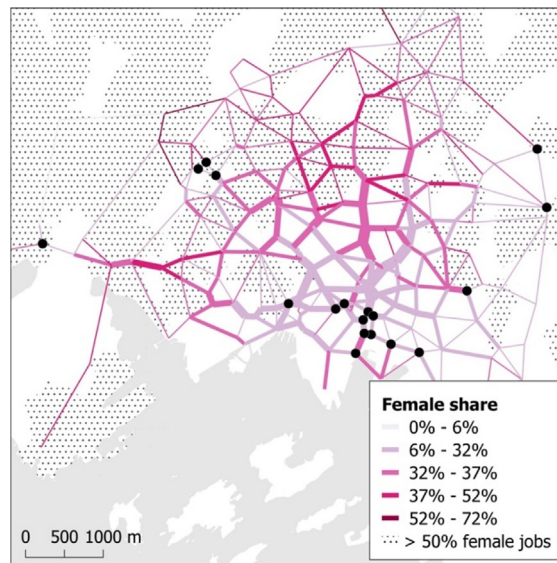 Female share
0% - 6%
6% - 32%
32% - 37%
37% - 52%
52% - 72%
> 50% female jobs
0 500 1000 m